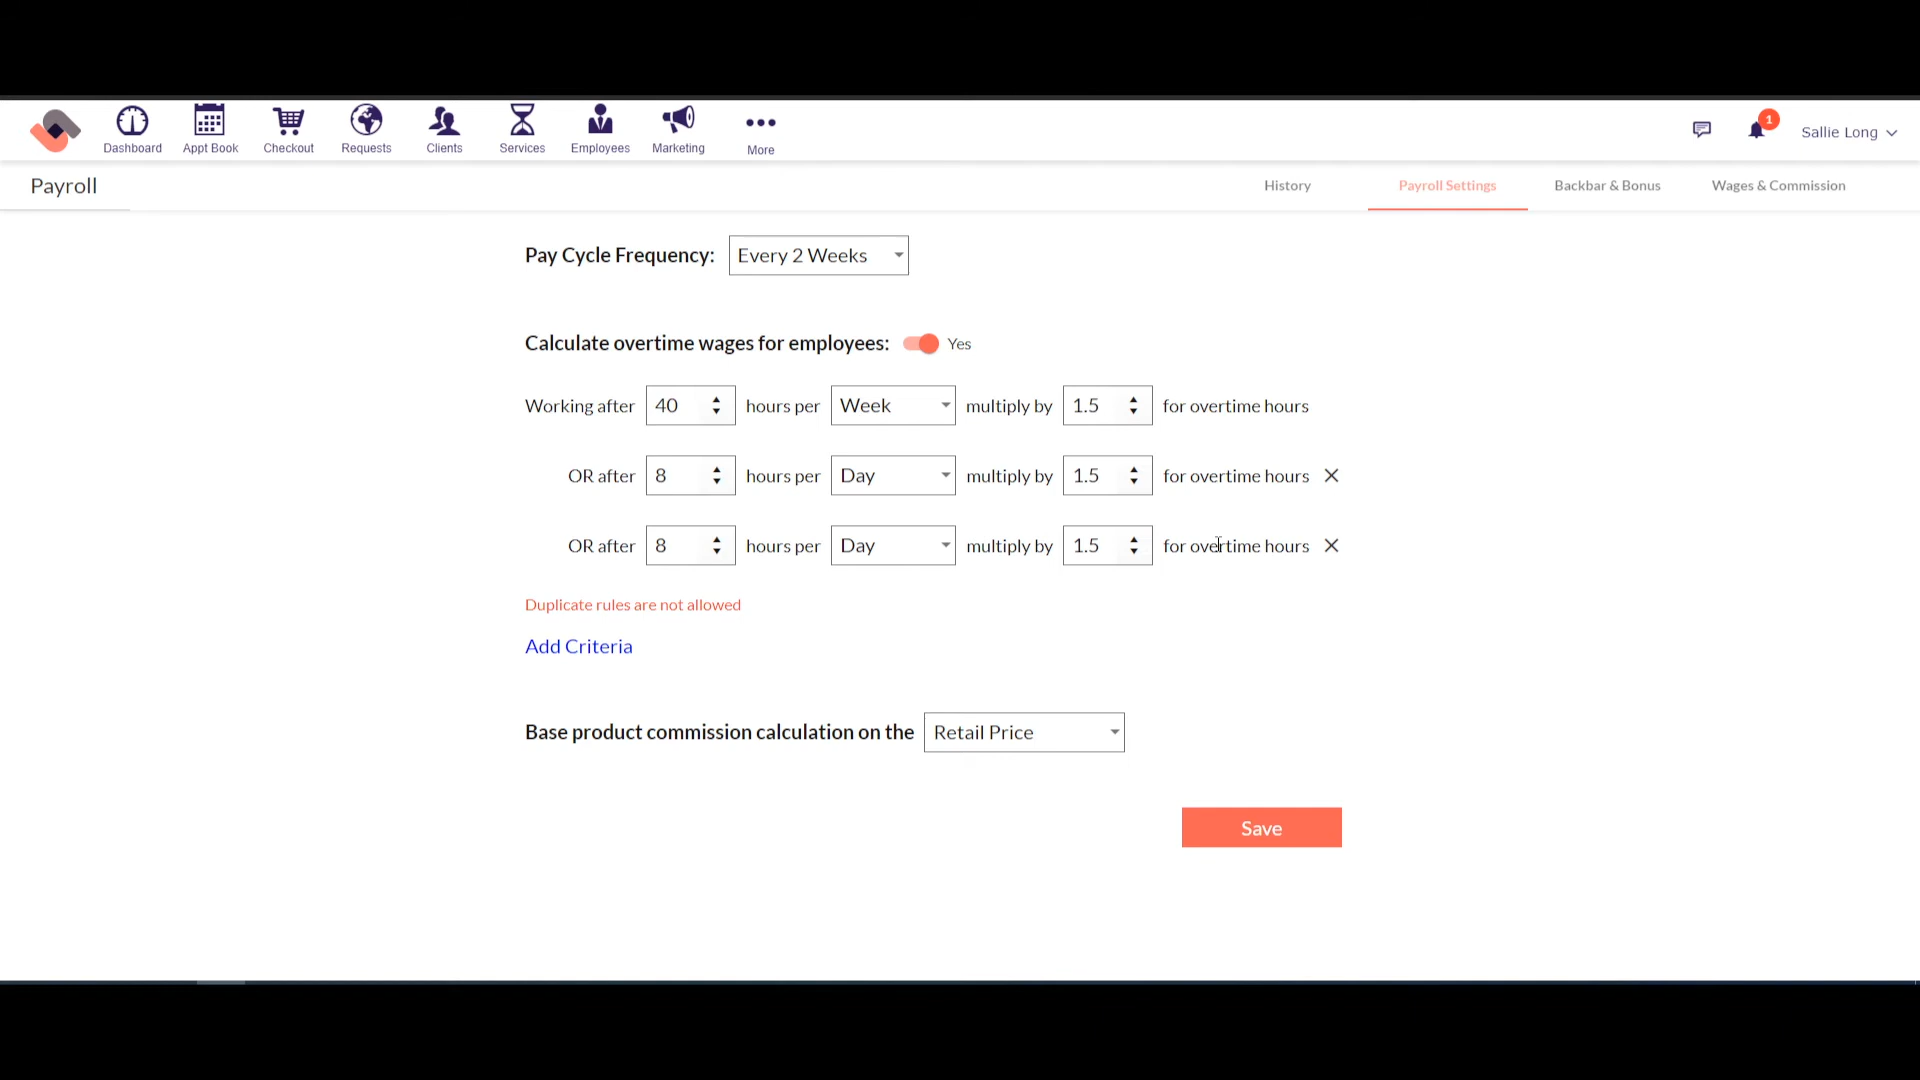 Dashboard Appt Book Checkout Requests Clients Services Employees Marketing More 1 Sallie Long
Payroll History Payroll Settings Backbar & Bonus Wages & Commission
Pay Cycle Frequency: Every 2 Weeks
Calculate overtime wages for employees: Yes
Working after 40 hours per Week multiply by 1.5 for overtime hours
OR after 8 hours per Day multiply by 1.5 for overtime hours
OR after 8 hours per Day multiply by 1.5 for overtime hours
Duplicate rules are not allowed
Add Criteria
Base product commission calculation on the Retail Price
Save